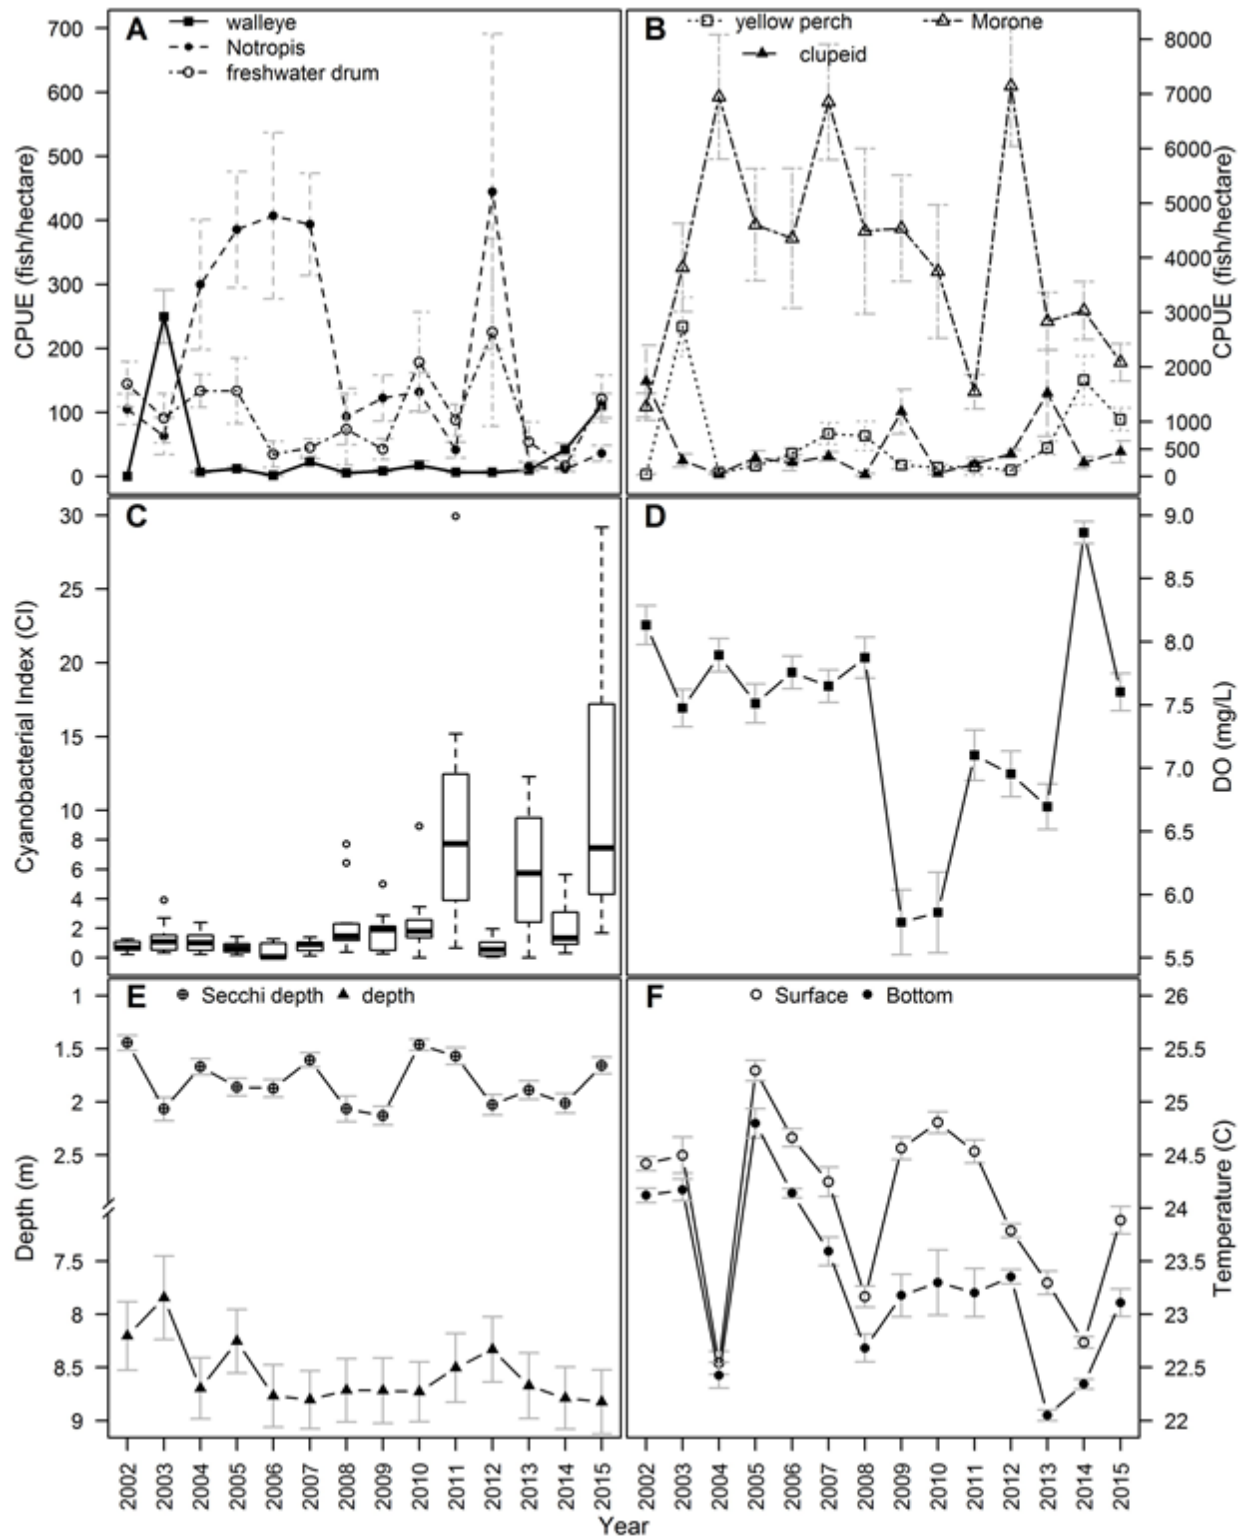 A
walleye
Notropis
freshwater drum
700
600
500
400
300
200
100
0
CPUE (fish/hectare)
B
yellow perch
Morone
clupeid
8000
7000
6000
5000
4000
3000
2000
1000
500
0
CPUE (fish/hectare)
C
30
25
20
15
10
8
6
4
2
0
Cyanobacterial Index (CI)
D
9.0
8.5
8.0
7.5
7.0
6.5
6.0
5.5
DO (mg/L)
E
Secchi depth
depth
1
1.5
2
2.5
7.5
8
8.5
9
Depth (m)
F
Surface
Bottom
26
25.5
25
24.5
24
23.5
23
22.5
22
Temperature (C)
2002 2003 2004 2005 2006 2007 2008 2009 2010 2011 2012 2013 2014 2015
2002 2003 2004 2005 2006 2007 2008 2009 2010 2011 2012 2013 2014 2015
Year